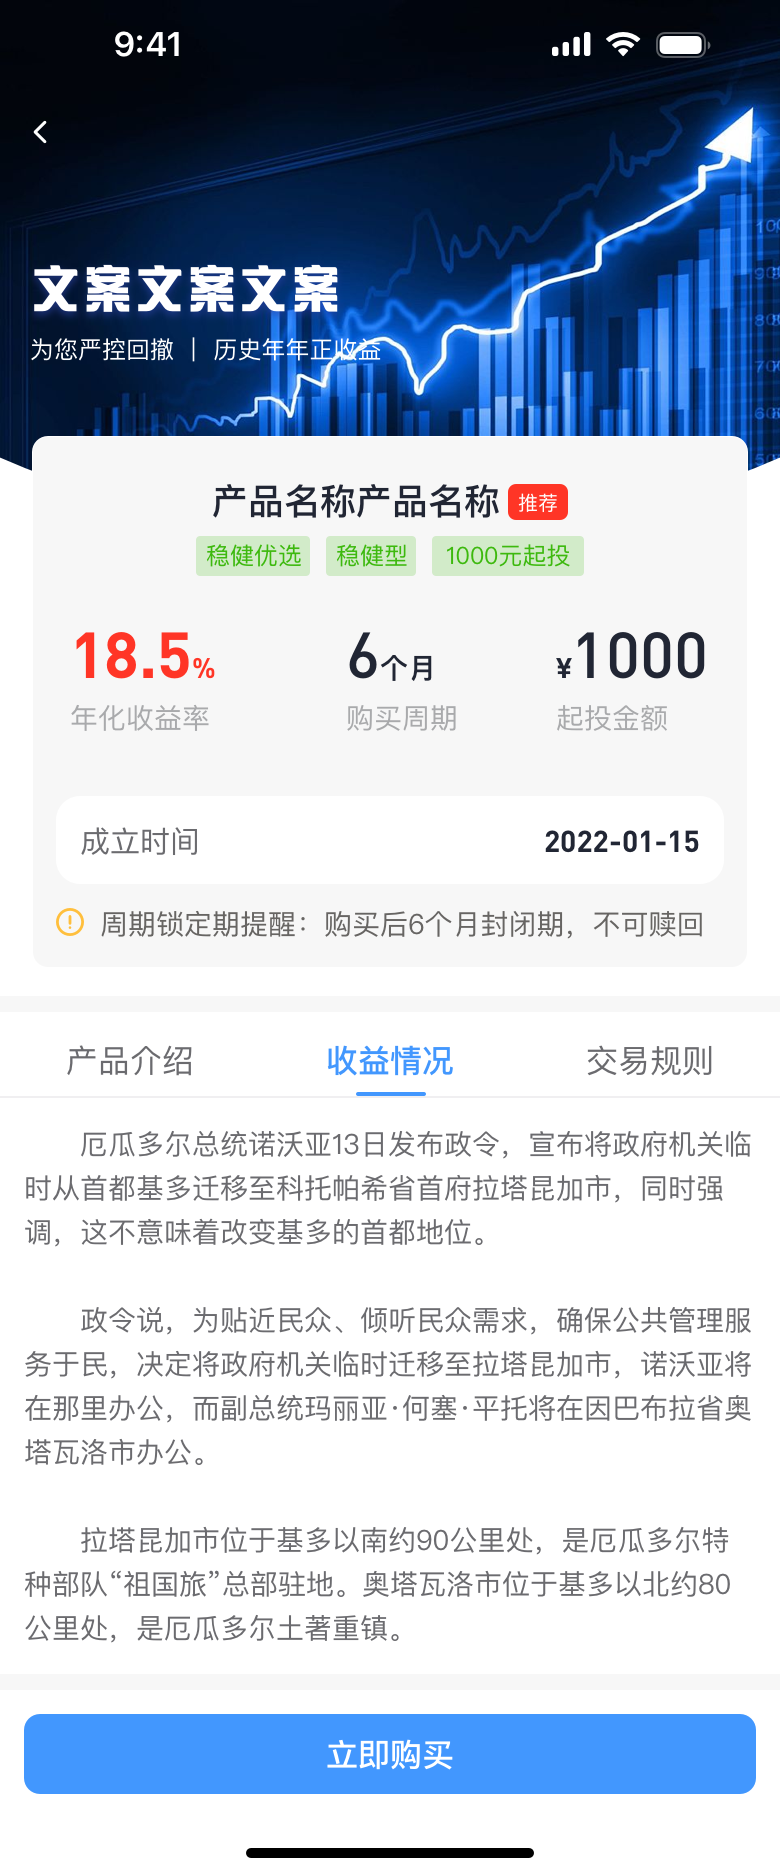 9:41
文案文案文案
为您严控回撤 | 历史年年正收益
产品名称产品名称 推荐
稳健优选 稳健型 1000元起投
18.5% 6个月 ¥1000
年化收益率 购买周期 起投金额
成立时间 2022-01-15
周期锁定期提醒：购买后6个月封闭期，不可赎回
产品介绍 收益情况 交易规则
厄瓜多尔总统诺沃亚13日发布政令，宣布将政府机关临
时从首都基多迁移至科托帕希省首府拉塔昆加市，同时强
调，这不意味着改变基多的首都地位。
政令说，为贴近民众、倾听民众需求，确保公共管理服
务于民，决定将政府机关临时迁移至拉塔昆加市，诺沃亚将
在那里办公，而副总统玛丽亚·何塞·平托将在因巴布拉省奥
塔瓦洛市办公。
拉塔昆加市位于基多以南约90公里处，是厄瓜多尔特
种部队“祖国旅”总部驻地。奥塔瓦洛市位于基多以北约80
公里处，是厄瓜多尔土著重镇。
立即购买